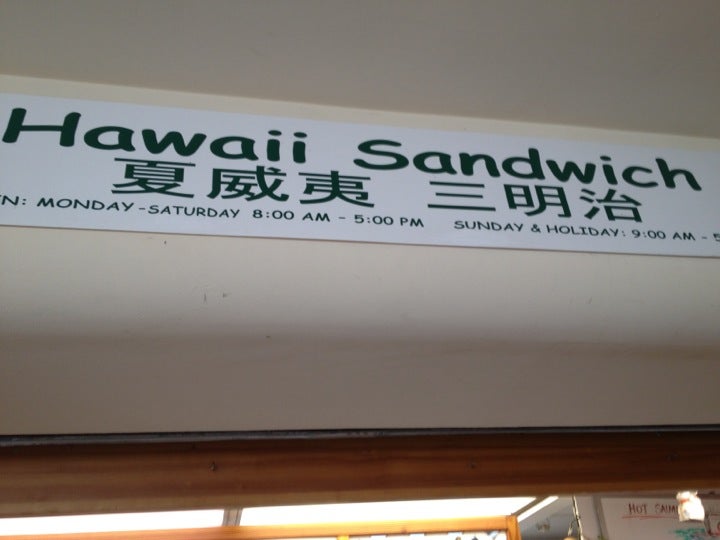 Hawaii Sandwich
夏威夷 三明治
MONDAY-SATURDAY 8:00 AM - 5:00 PM SUNDAY & HOLIDAY: 9:00 AM -
HOT